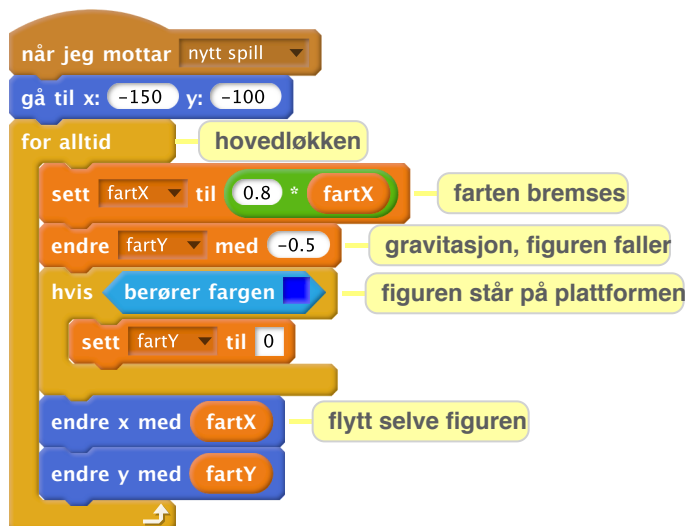 når jeg mottar nytt spill
gå til x: -150 y: -100
for alltid hovedløkken
sett fartX til 0.8 * fartX farten bremses
endre fartY med -0.5 gravitasjon, figuren faller
hvis berører fargen figuren står på plattformen
sett fartY til 0
endre x med fartX flytt selve figuren
endre y med fartY